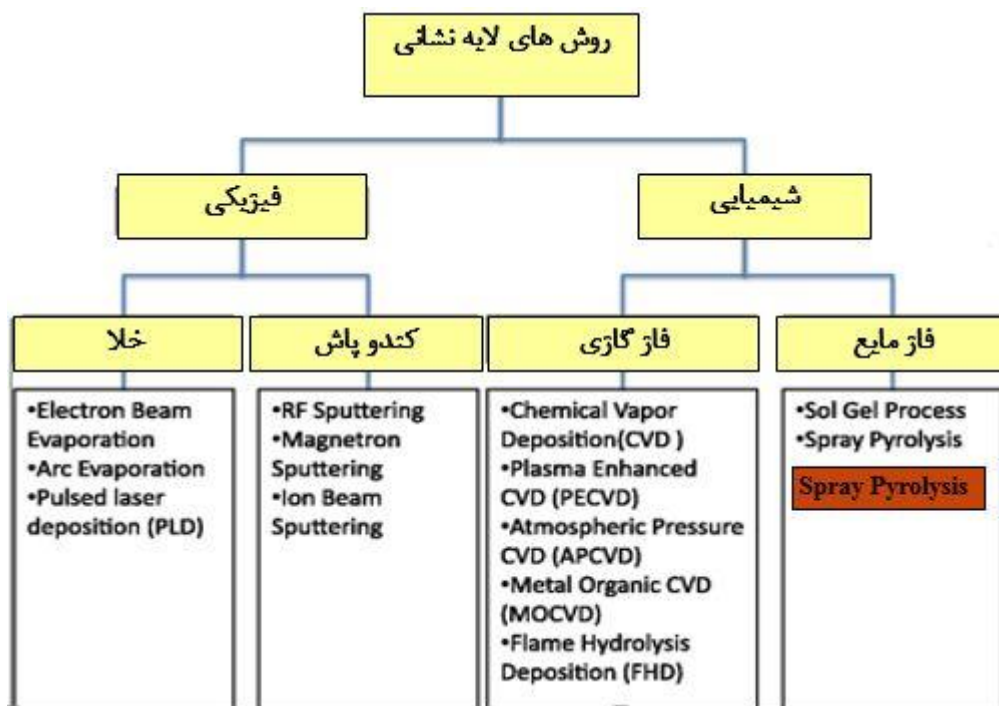 روش های لایه نشانی
فیزیکی
شیمیایی
خلا
کندو پاش
فاز گازی
فاز مایع
•Electron Beam
Evaporation
•Arc Evaporation
•Pulsed laser
deposition (PLD)
•RF Sputtering
•Magnetron
Sputtering
•Ion Beam
Sputtering
•Chemical Vapor
Deposition(CVD )
•Plasma Enhanced
CVD (PECVD)
•Atmospheric Pressure
CVD (APCVD)
•Metal Organic CVD
(MOCVD)
•Flame Hydrolysis
Deposition (FHD)
•Sol Gel Process
•Spray Pyrolysis
Spray Pyrolysis